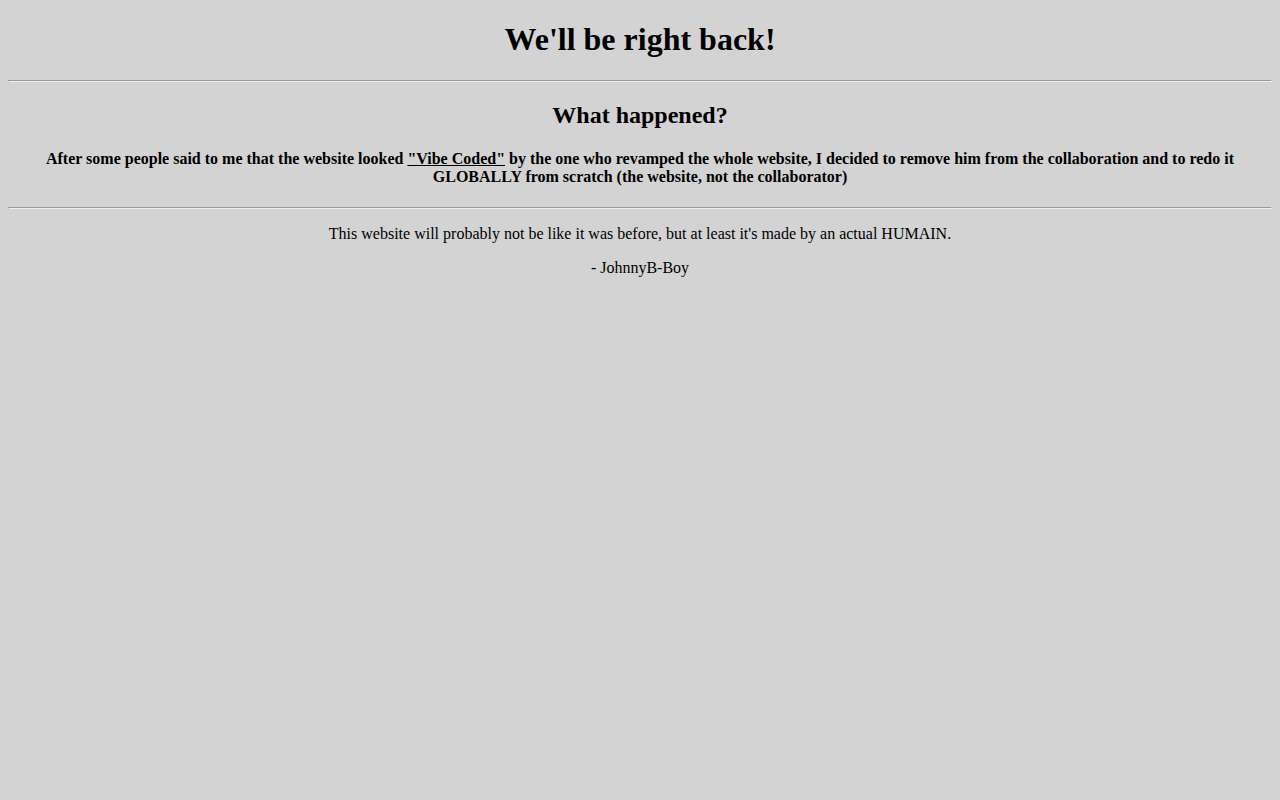 We'll be right back!
What happened?
After some people said to me that the website looked "Vibe Coded" by the one who revamped the whole website, I decided to remove him from the collaboration and to redo it
GLOBALLY from scratch (the website, not the collaborator)
This website will probably not be like it was before, but at least it's made by an actual HUMAIN.
- JohnnyB-Boy